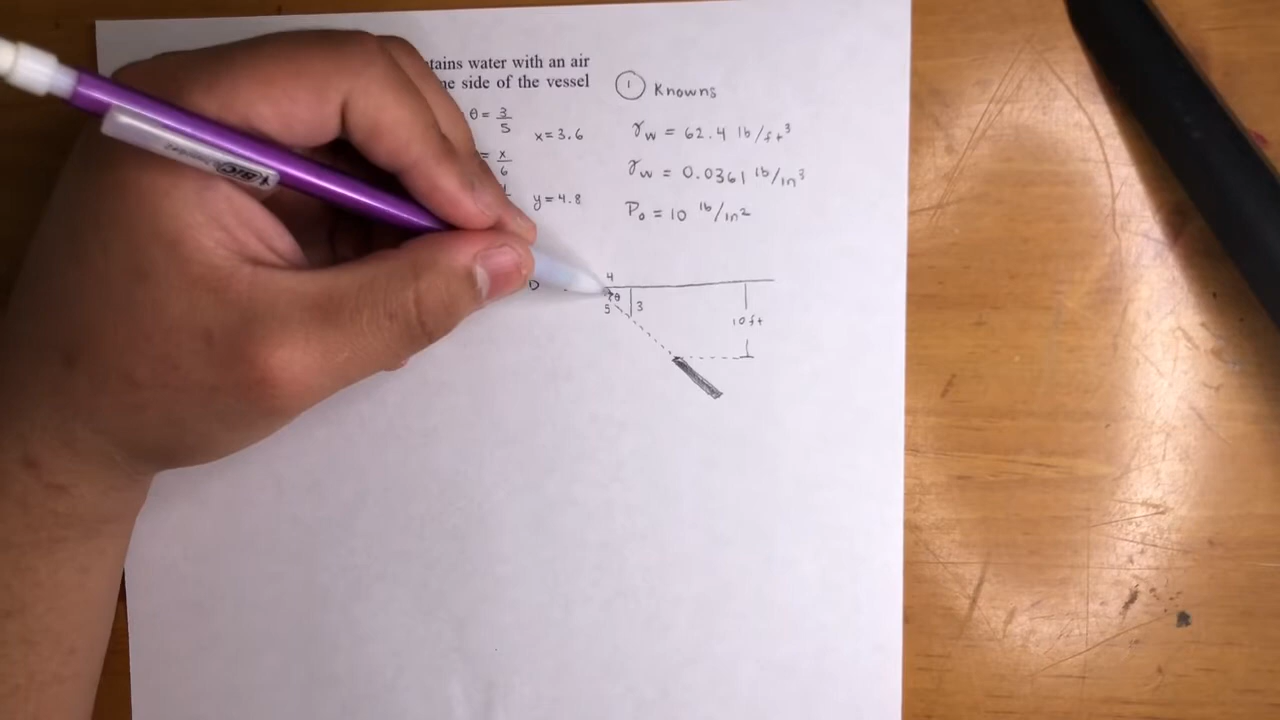 tains water with an air
e side of the vessel
θ = 3/5
x = 3.6
= x/6
y = 4.8
D
① Knowns
γw = 62.4 lb/ft³
γw = 0.0361 lb/in³
P₀ = 10 lb/in²
4
θ
5
3
10 ft
BIC